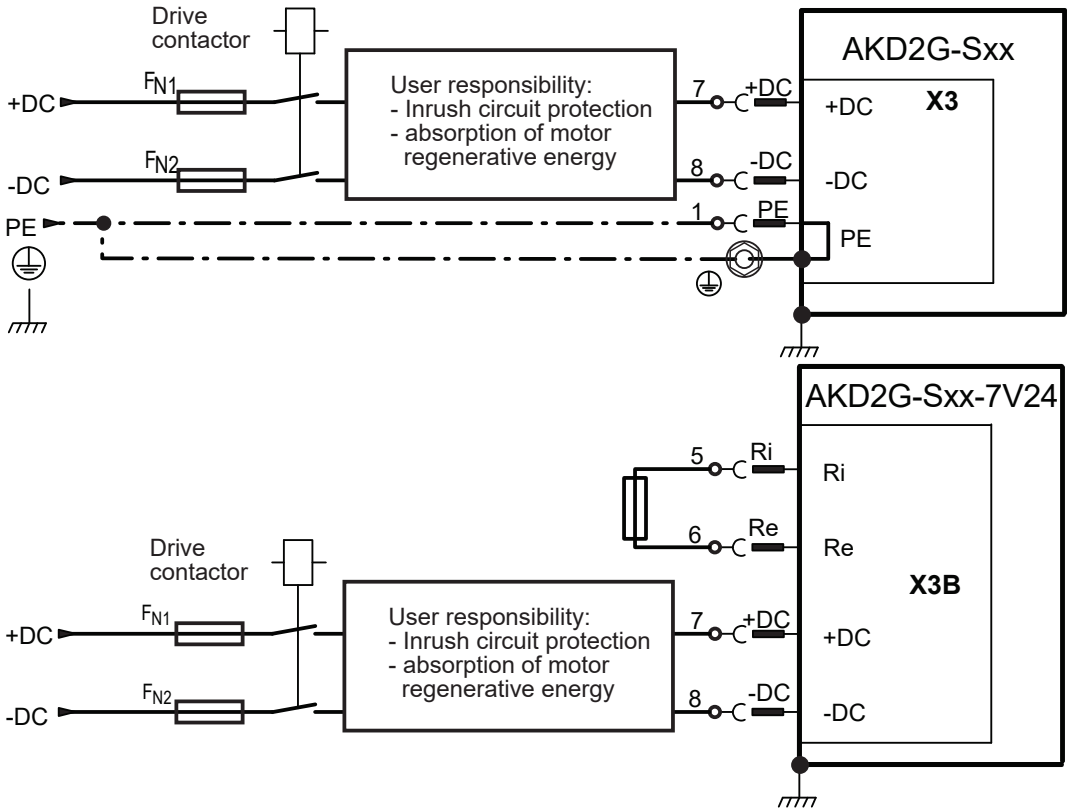 Drive
contactor
AKD2G-Sxx
FN1
User responsibility:
- Inrush circuit protection
- absorption of motor
regenerative energy
7
+DC
X3
+DC
+DC
FN2
8
-DC
-DC
-DC
1
PE
PE
PE
AKD2G-Sxx-7V24
5
Ri
Ri
6
Re
Re
Drive
contactor
X3B
FN1
User responsibility:
- Inrush circuit protection
- absorption of motor
regenerative energy
7
+DC
+DC
+DC
FN2
8
-DC
-DC
-DC